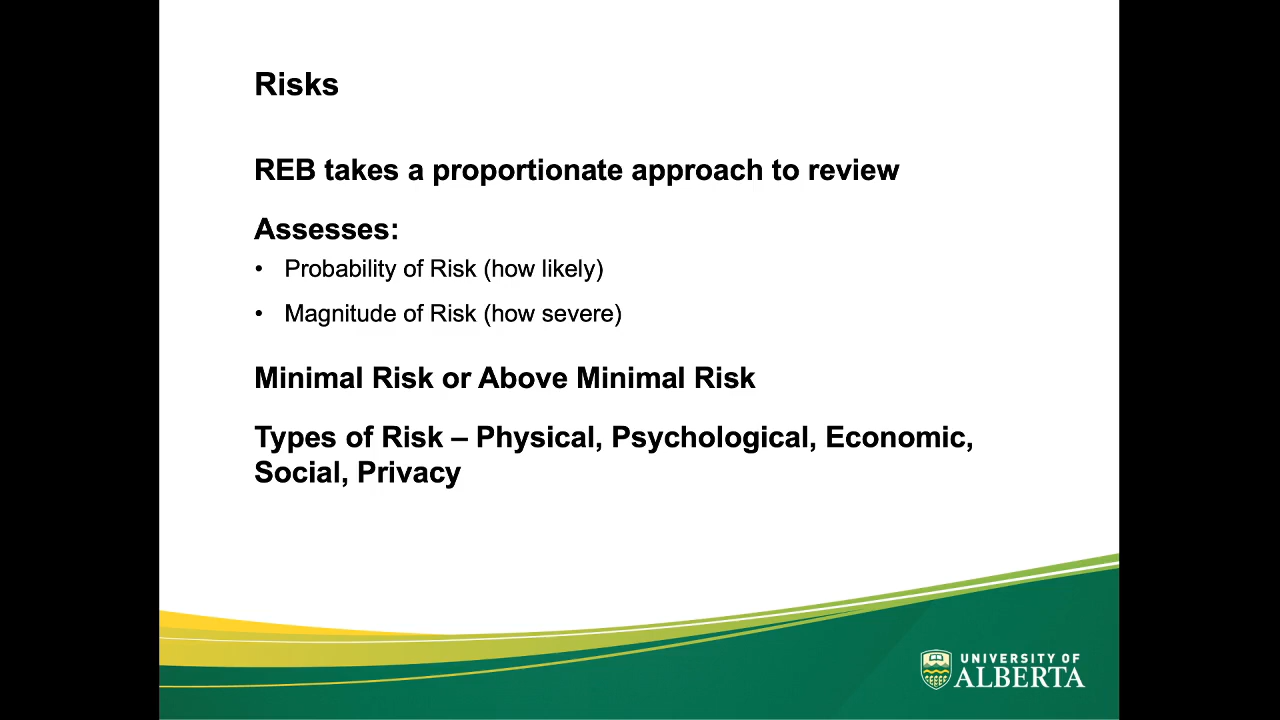 Risks
REB takes a proportionate approach to review
Assesses:
• Probability of Risk (how likely)
• Magnitude of Risk (how severe)
Minimal Risk or Above Minimal Risk
Types of Risk – Physical, Psychological, Economic,
Social, Privacy
UNIVERSITY OF
ALBERTA